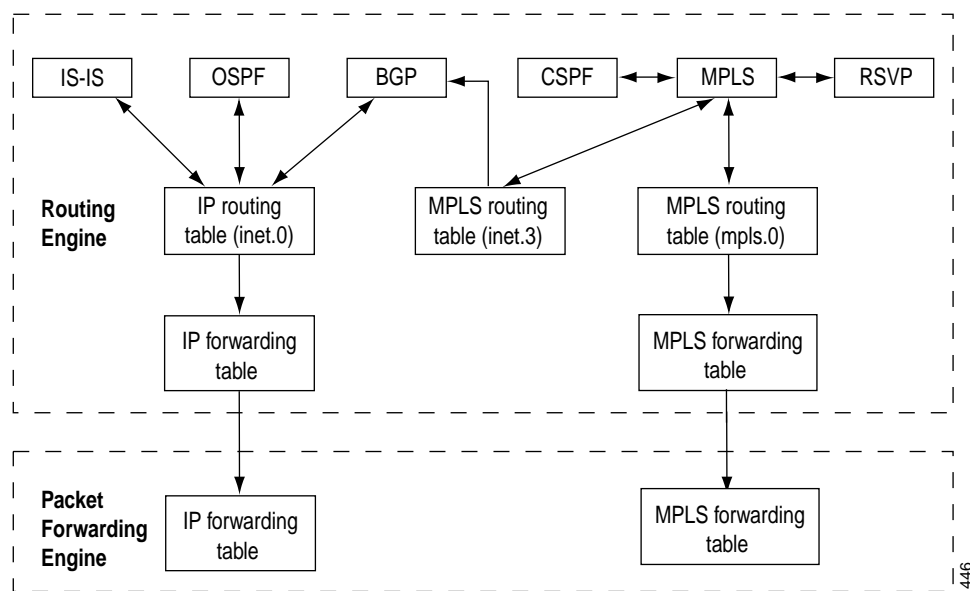 IS-IS
OSPF
BGP
CSPF
MPLS
RSVP
Routing
Engine
IP routing
table (inet.0)
MPLS routing
table (inet.3)
MPLS routing
table (mpls.0)
IP forwarding
table
MPLS forwarding
table
Packet
Forwarding
Engine
IP forwarding
table
MPLS forwarding
table
446